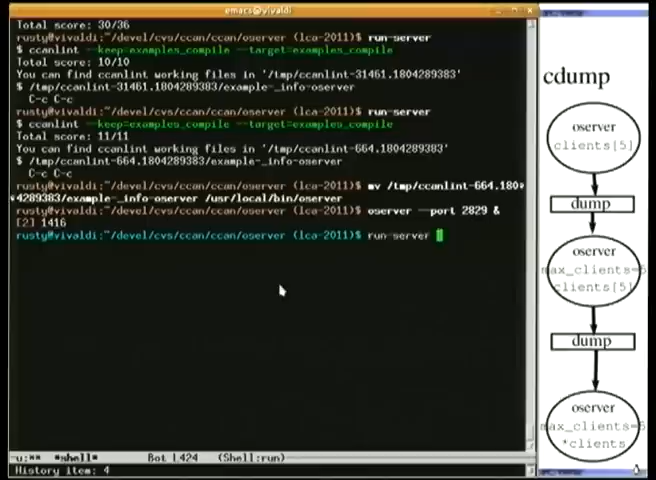 emacs@vivaldi
Total score: 30/36
rusty@vivaldi:~/devel/cvs/ccan/ccan/oserver (lca-2011)$ run-server
$ ccanlint --keep=examples_compile --target=examples_compile
Total score: 10/10
You can find ccanlint working files in '/tmp/ccanlint-31461.1804289383'
$ /tmp/ccanlint-31461.1804289383/example-_info-oserver
C-c C-c
rusty@vivaldi:~/devel/cvs/ccan/ccan/oserver (lca-2011)$ run-server
$ ccanlint --keep=examples_compile --target=examples_compile
Total score: 11/11
You can find ccanlint working files in '/tmp/ccanlint-664.1804289383'
$ /tmp/ccanlint-664.1804289383/example-_info-oserver
C-c C-c
rusty@vivaldi:~/devel/cvs/ccan/ccan/oserver (lca-2011)$ mv /tmp/ccanlint-664.180
4289383/example-_info-oserver /usr/local/bin/oserver
rusty@vivaldi:~/devel/cvs/ccan/ccan/oserver (lca-2011)$ oserver --port 2829 &
[2] 1416
rusty@vivaldi:~/devel/cvs/ccan/ccan/oserver (lca-2011)$ run-server
-u:** *shell* Bot L424 (Shell:run)
History item: 4
cdump
oserver
clients[5]
dump
oserver
max_clients=5
clients[5]
dump
oserver
max_clients=5
*clients